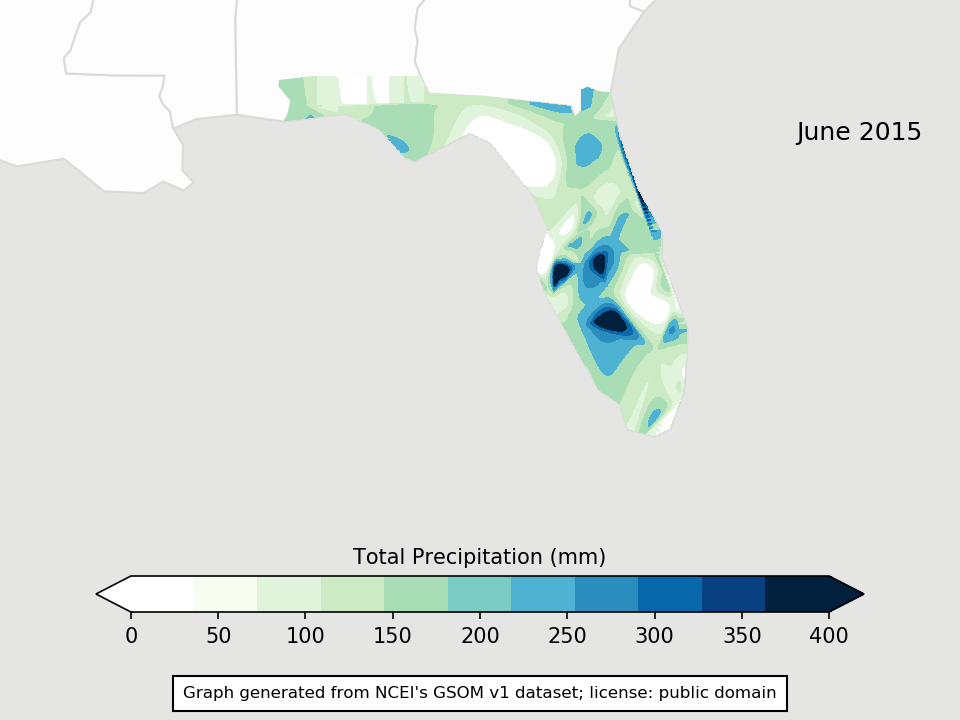 June 2015
Total Precipitation (mm)
0 50 100 150 200 250 300 350 400
Graph generated from NCEI's GSOM v1 dataset; license: public domain